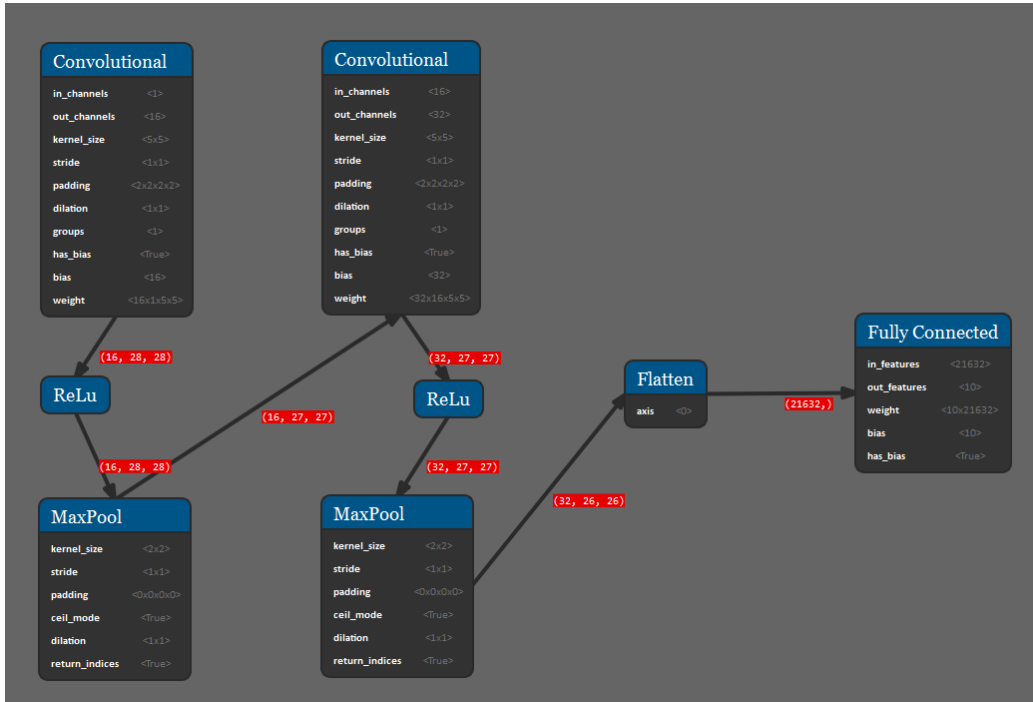 Convolutional
in_channels <1>
out_channels <16>
kernel_size <5x5>
stride <1x1>
padding <2x2x2x2>
dilation <1x1>
groups <1>
has_bias <True>
bias <16>
weight <16x1x5x5>
(16, 28, 28)
ReLu
(16, 28, 28)
MaxPool
kernel_size <2x2>
stride <1x1>
padding <0x0x0x0>
ceil_mode <True>
dilation <1x1>
return_indices <True>
(16, 27, 27)
Convolutional
in_channels <16>
out_channels <32>
kernel_size <5x5>
stride <1x1>
padding <2x2x2x2>
dilation <1x1>
groups <1>
has_bias <True>
bias <32>
weight <32x16x5x5>
(32, 27, 27)
ReLu
(32, 27, 27)
MaxPool
kernel_size <2x2>
stride <1x1>
padding <0x0x0x0>
ceil_mode <True>
dilation <1x1>
return_indices <True>
(32, 26, 26)
Flatten
axis <0>
(21632,)
Fully Connected
in_features <21632>
out_features <10>
weight <10x21632>
bias <10>
has_bias <True>